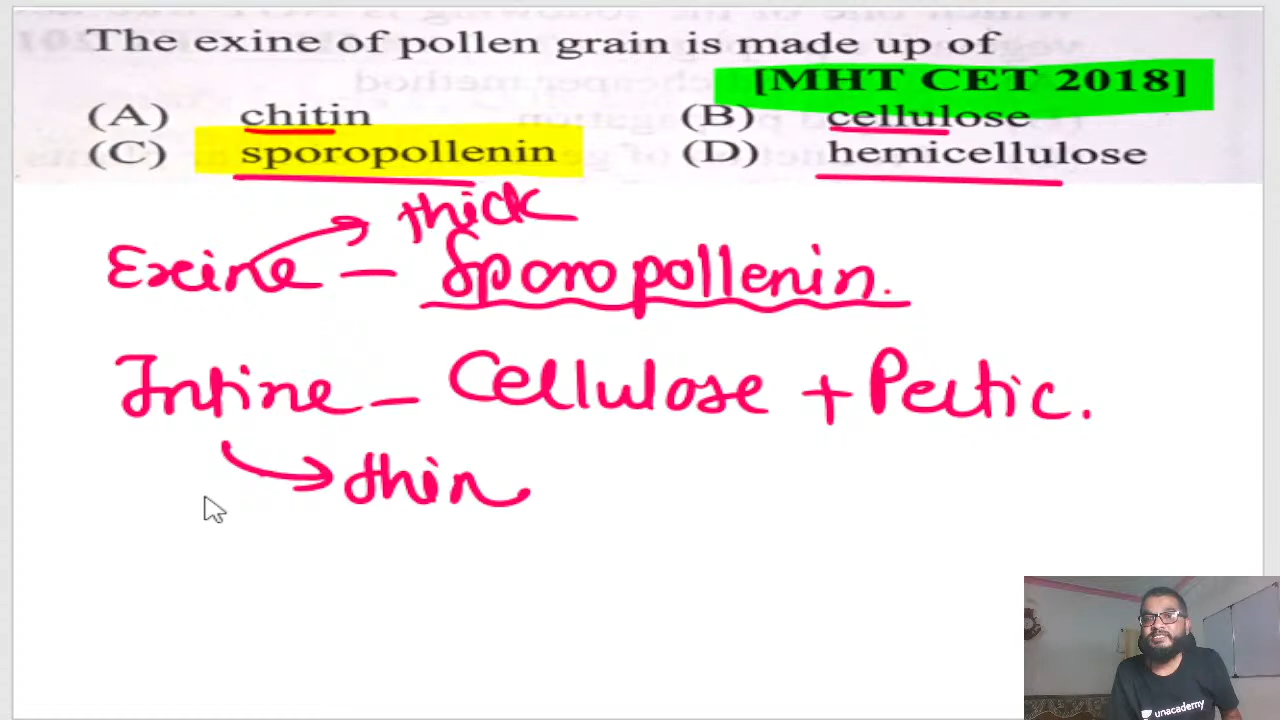 The exine of pollen grain is made up of
[MHT CET 2018]
(A) chitin (B) cellulose
(C) sporopollenin (D) hemicellulose
thick
Exine – Sporopollenin.
Intine – Cellulose + Pectic.
thin
unacademy